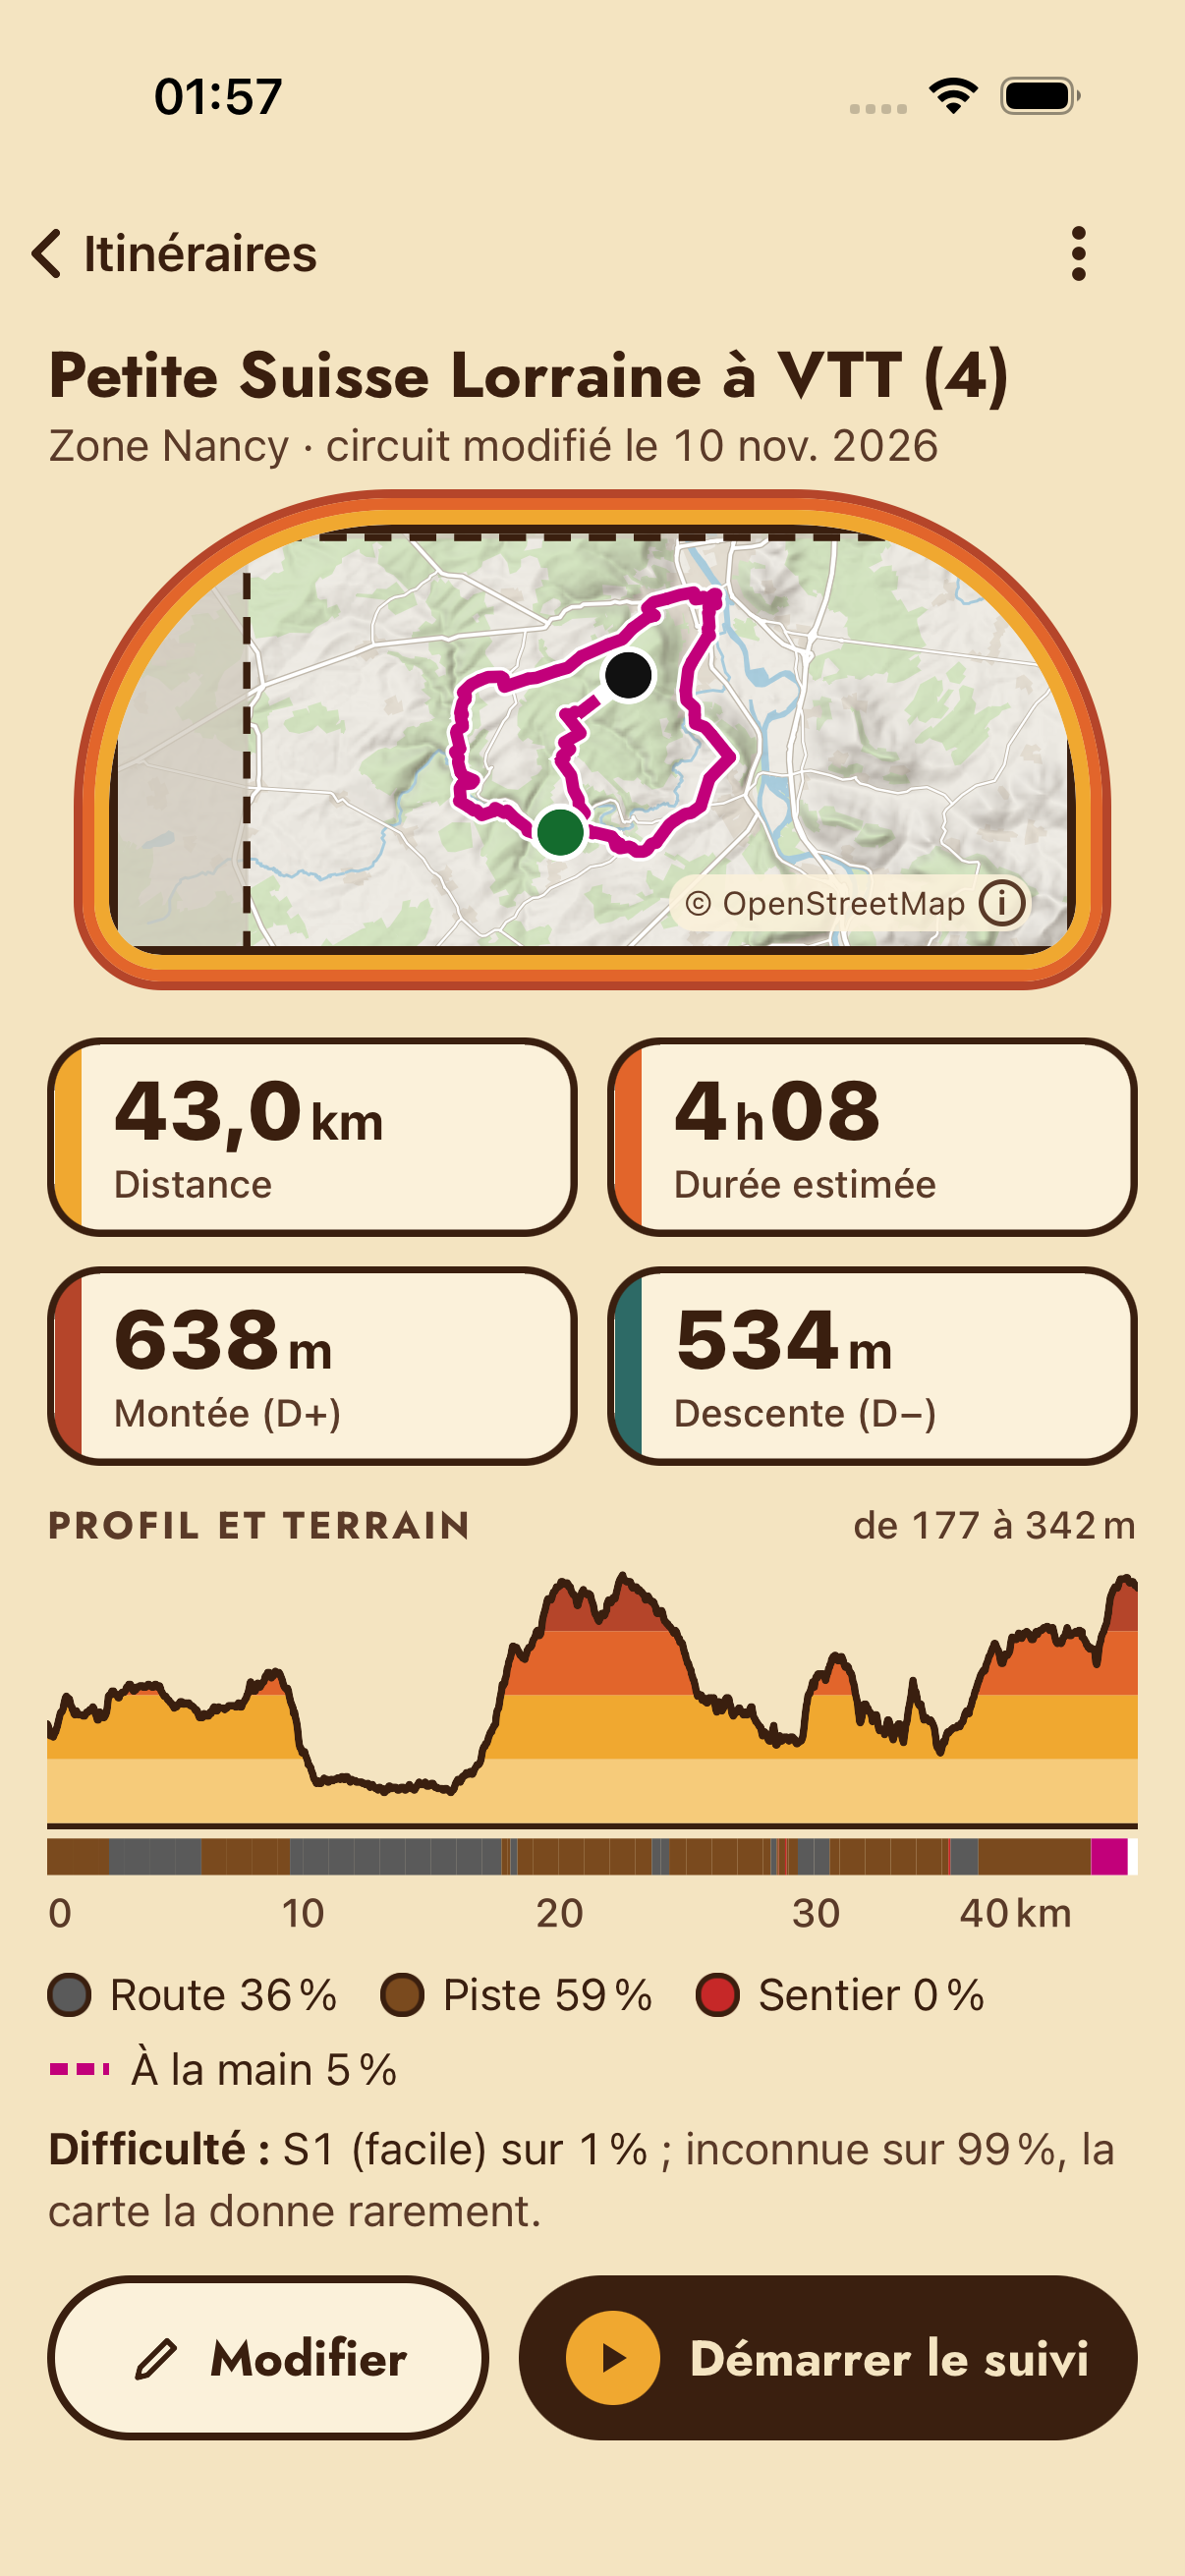 01:57
Itinéraires
Petite Suisse Lorraine à VTT (4)
Zone Nancy · circuit modifié le 10 nov. 2026
© OpenStreetMap i
43,0 km
Distance
4 h 08
Durée estimée
638 m
Montée (D+)
534 m
Descente (D−)
PROFIL ET TERRAIN
de 177 à 342 m
0 10 20 30 40 km
Route 36 % Piste 59 % Sentier 0 %
À la main 5 %
Difficulté : S1 (facile) sur 1 % ; inconnue sur 99 %, la
carte la donne rarement.
Modifier
Démarrer le suivi